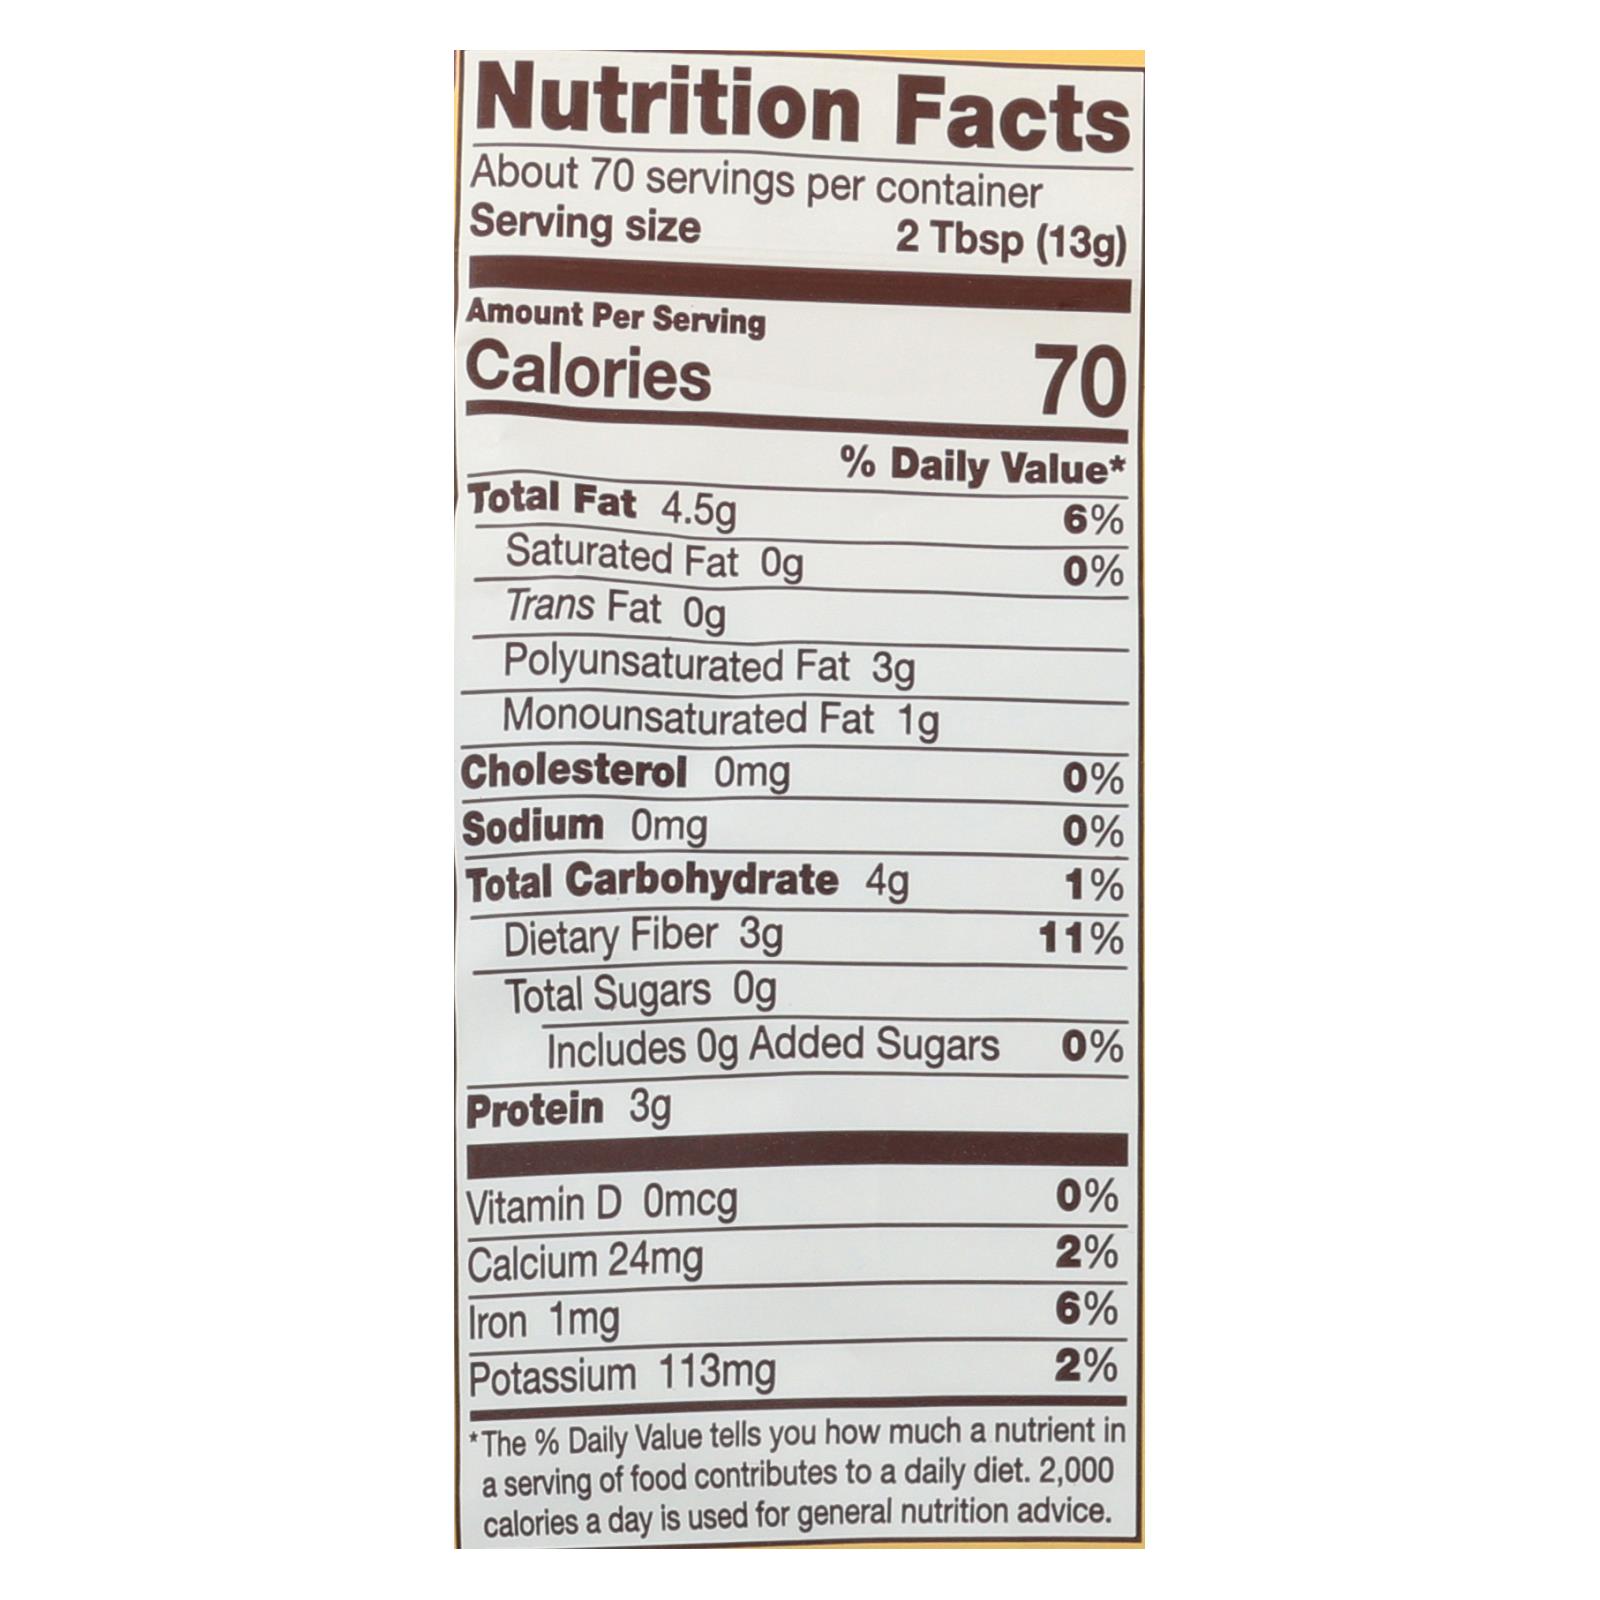 Nutrition Facts
About 70 servings per container
Serving size 2 Tbsp (13g)
Amount Per Serving
Calories 70
% Daily Value*
Total Fat 4.5g 6%
Saturated Fat 0g 0%
Trans Fat 0g
Polyunsaturated Fat 3g
Monounsaturated Fat 1g
Cholesterol 0mg 0%
Sodium 0mg 0%
Total Carbohydrate 4g 1%
Dietary Fiber 3g 11%
Total Sugars 0g
Includes 0g Added Sugars 0%
Protein 3g
Vitamin D 0mcg 0%
Calcium 24mg 2%
Iron 1mg 6%
Potassium 113mg 2%
*The % Daily Value tells you how much a nutrient in
a serving of food contributes to a daily diet. 2,000
calories a day is used for general nutrition advice.